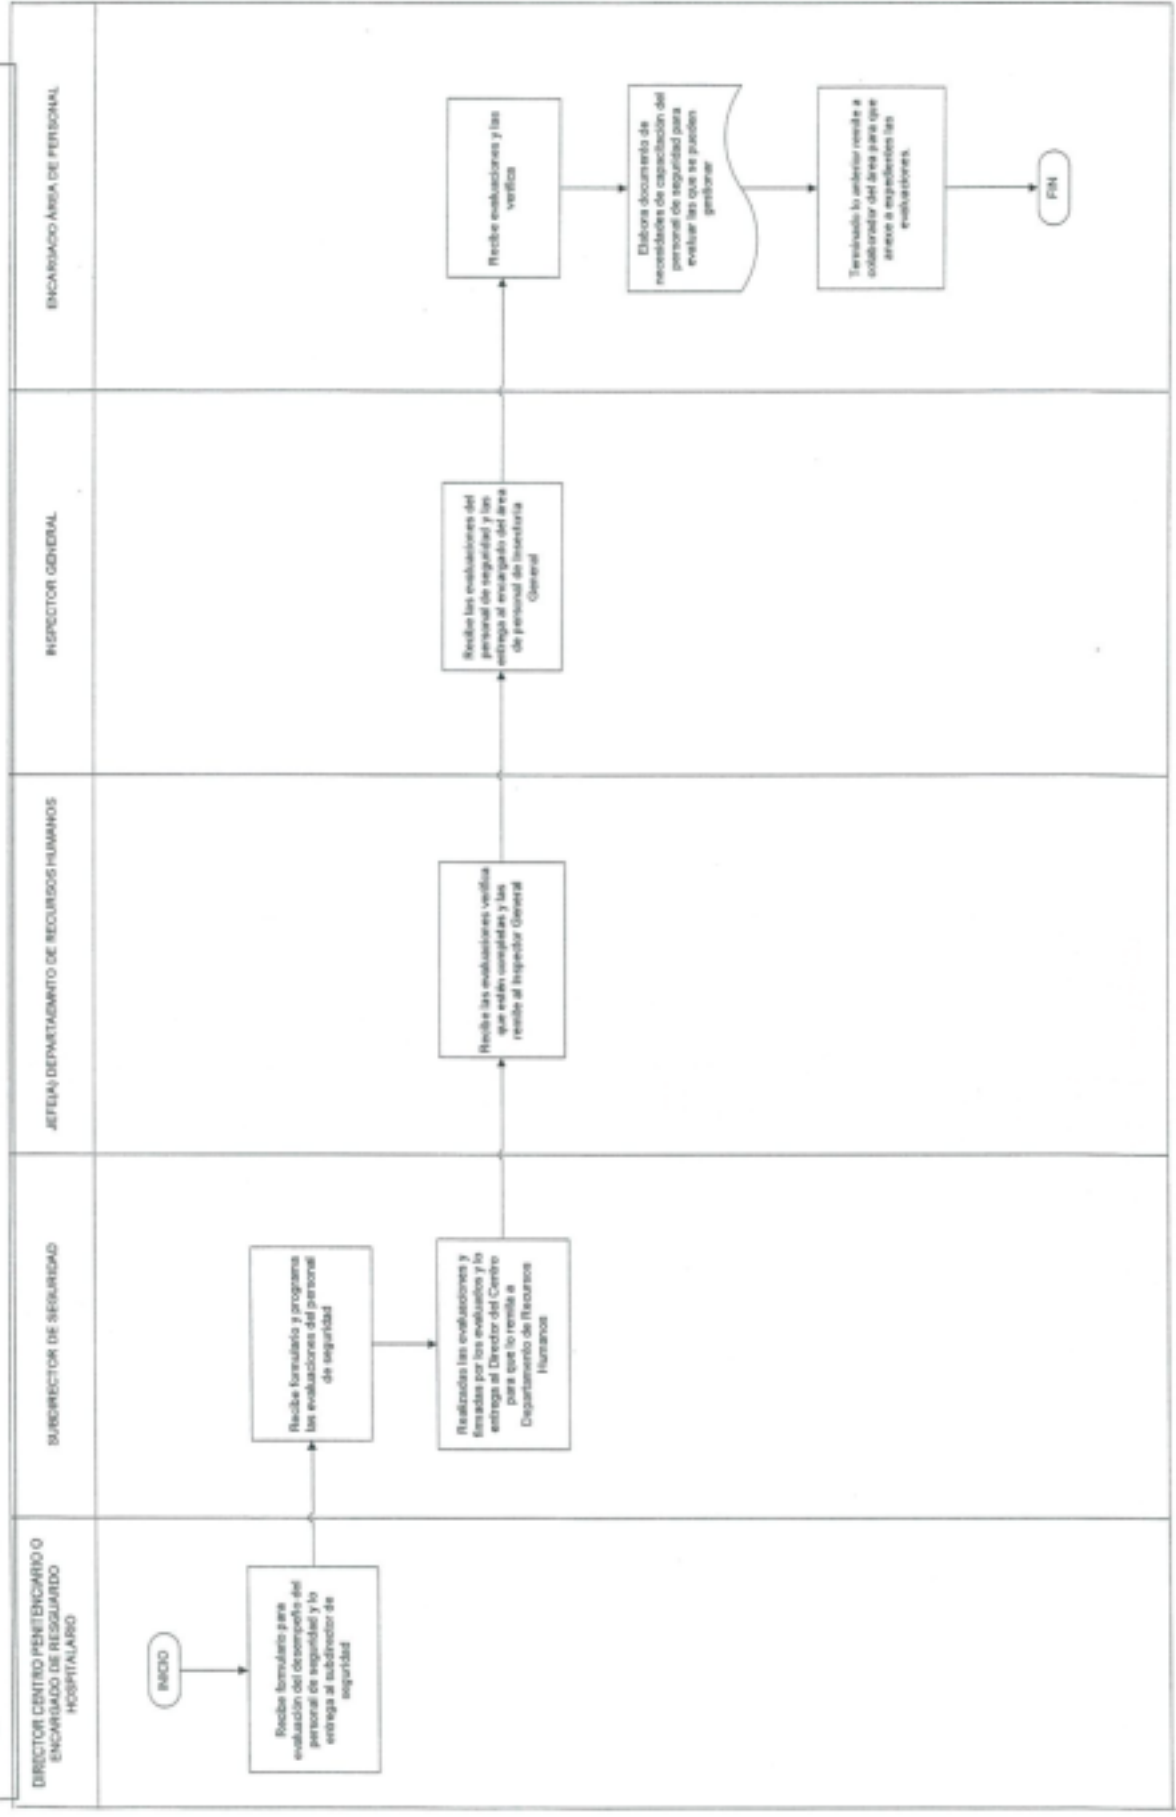 DIRECTOR CENTRO PENITENCIARIO O
ENCARGADO DE RESGUARDO
HOSPITALARIO
SUBDIRECTOR DE SEGURIDAD
JEFE(A) DEPARTAEMNTO DE RECURSOS HUMANOS
INSPECTOR GENERAL
ENCARGADO ÁREA DE PERSONAL
INICIO
Recibe formulario para
evaluación del desempeño del
personal de seguridad y lo
entrega al subdirector de
seguridad
Recibe formulario y programa
las evaluaciones del personal
de seguridad
Realizadas las evaluaciones y
firmadas por los evaluados y lo
entrega al Director del Centro
para que lo remita a
Departamento de Recursos
Humanos
Recibe las evaluaciones verifica
que estén completas y las
remite al Inspector General
Recibe las evaluaciones del
personal de seguridad y las
entrega al encargado del área
de personal de
General
Recibe evaluaciones y las
verifica
Elabora documento de
necesidades de capacitación del
personal de seguridad para
evaluar las que se pueden
gestionar
Terminado lo anterior remite a
colaborador del área para que
anexe a expedientes las
evaluaciones.
FIN